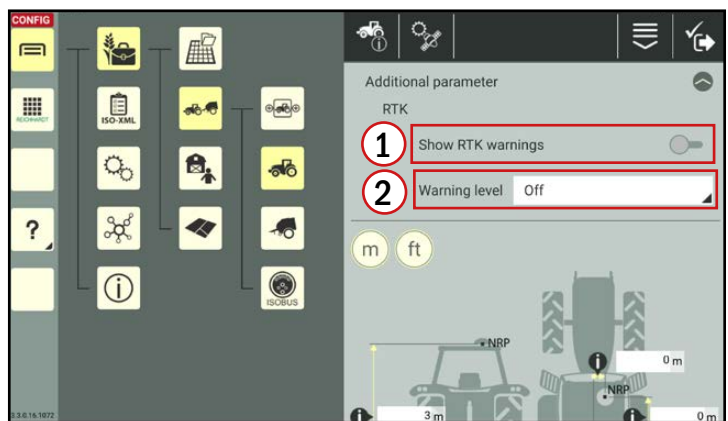 CONFIG
REICHHARDT
?
3.3.0.16.1072
ISO-XML
ISOBUS
Additional parameter
RTK
1 Show RTK warnings
2 Warning level Off
m ft
NRP
0 m
NRP
3 m
0 m